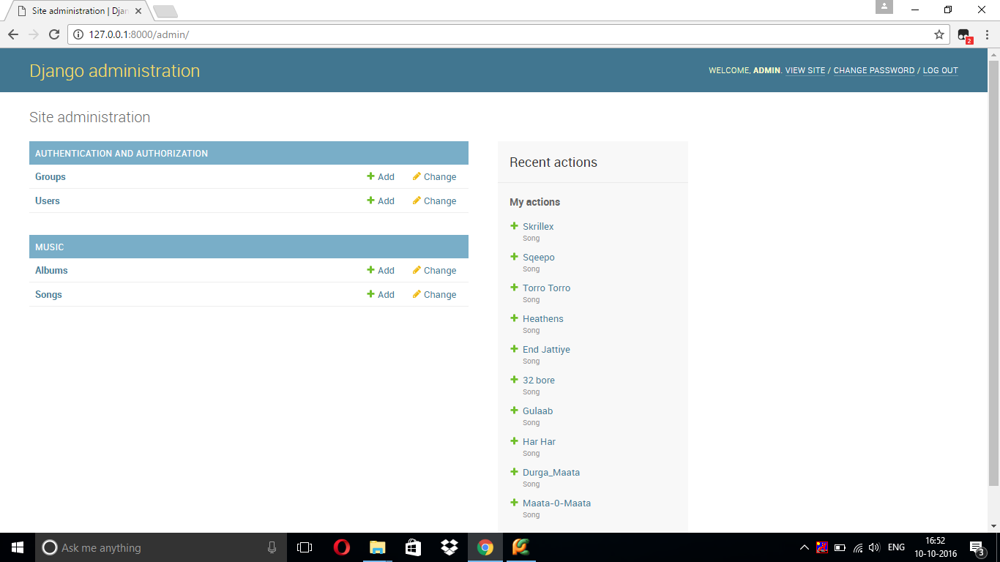 Site administration | Djan
127.0.0.1:8000/admin/
2
Django administration
WELCOME, ADMIN. VIEW SITE / CHANGE PASSWORD / LOG OUT
Site administration
AUTHENTICATION AND AUTHORIZATION
Groups Add Change
Users Add Change
MUSIC
Albums Add Change
Songs Add Change
Recent actions
My actions
Skrillex
Song
Sqeepo
Song
Torro Torro
Song
Heathens
Song
End Jattiye
Song
32 bore
Song
Gulaab
Song
Har Har
Song
Durga_Maata
Song
Maata-0-Maata
Song
Ask me anything
ENG
16:52
10-10-2016
3